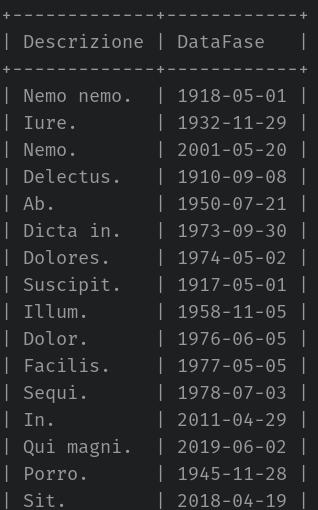 +-------------+------------+
| Descrizione | DataFase   |
+-------------+------------+
| Nemo nemo.  | 1918-05-01 |
| Iure.       | 1932-11-29 |
| Nemo.       | 2001-05-20 |
| Delectus.   | 1910-09-08 |
| Ab.         | 1950-07-21 |
| Dicta in.   | 1973-09-30 |
| Dolores.    | 1974-05-02 |
| Suscipit.   | 1917-05-01 |
| Illum.      | 1958-11-05 |
| Dolor.      | 1976-06-05 |
| Facilis.    | 1977-05-05 |
| Sequi.      | 1978-07-03 |
| In.         | 2011-04-29 |
| Qui magni.  | 2019-06-02 |
| Porro.      | 1945-11-28 |
| Sit.        | 2018-04-19 |